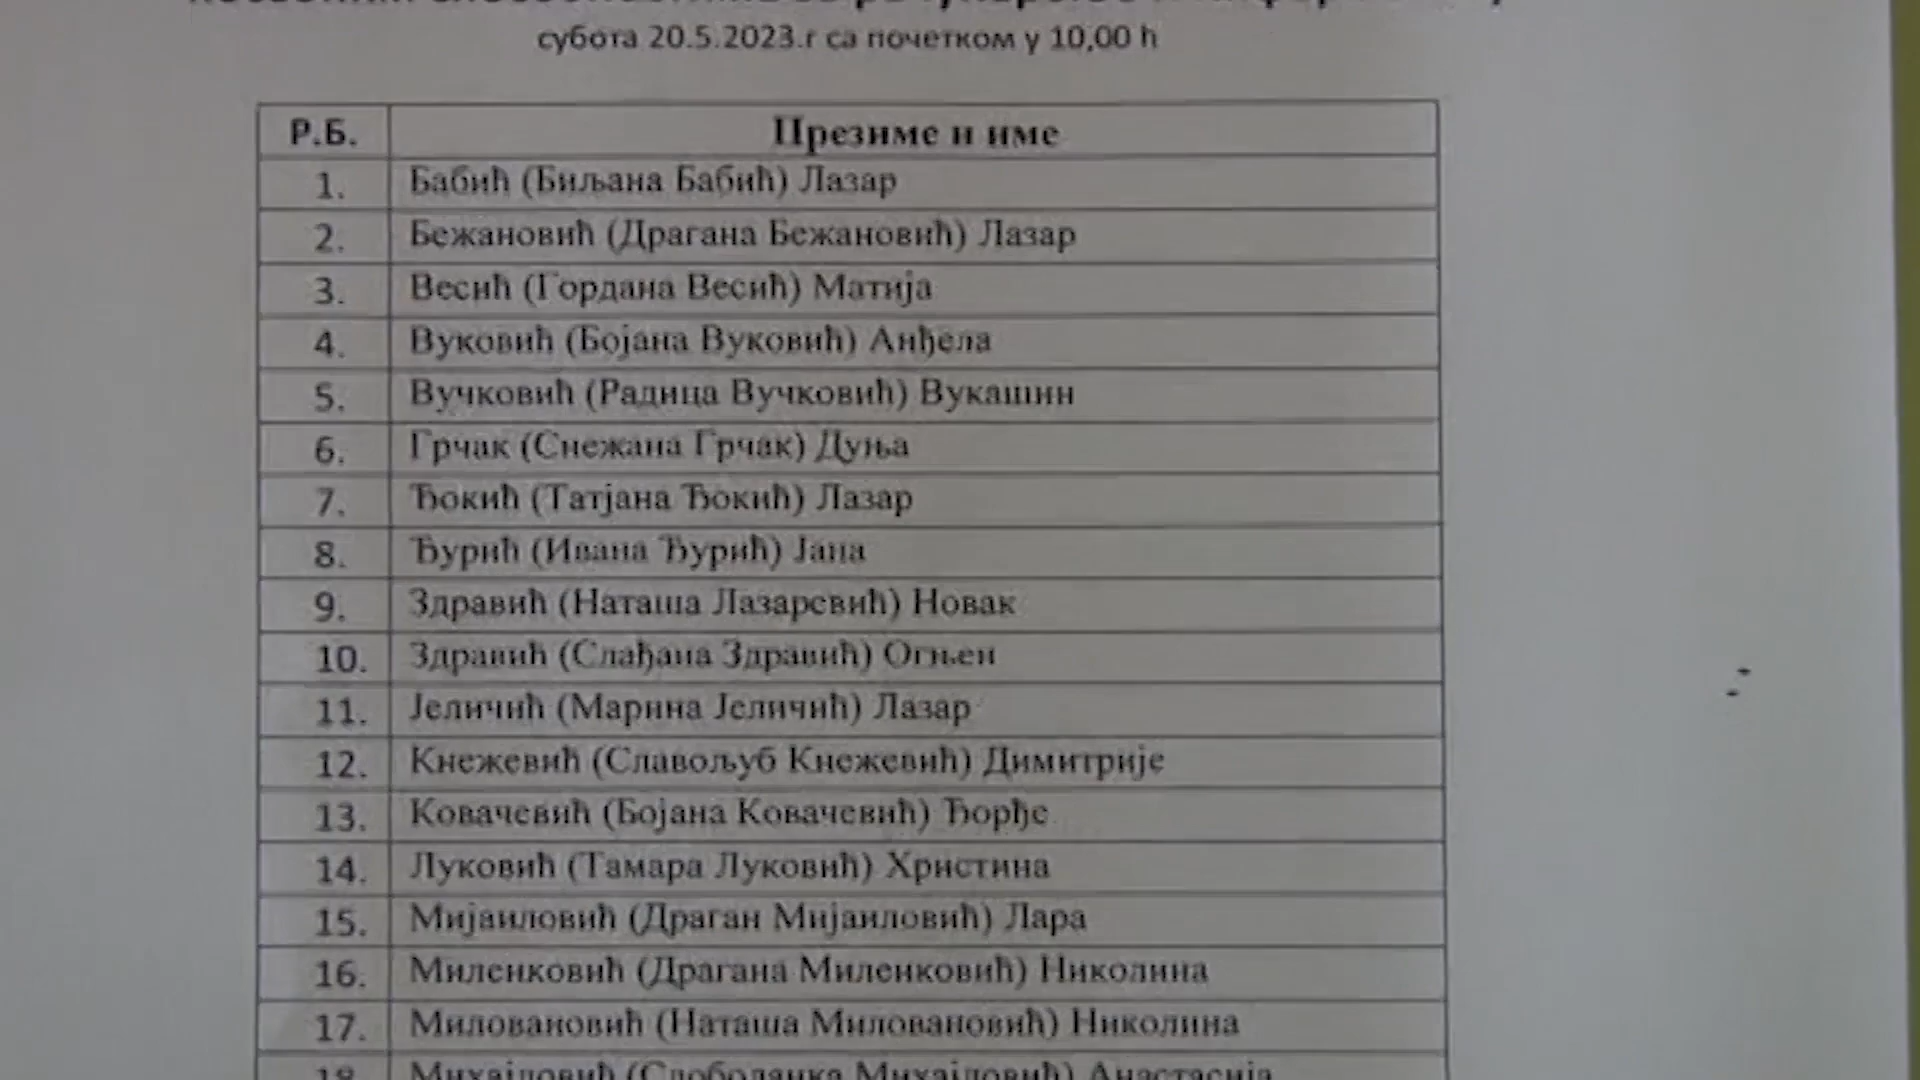 субота 20.5.2023.г са почетком у 10,00 h
Р.Б. Презиме и име
1. Бабић (Биљана Бабић) Лазар
2. Бежановић (Драгана Бежановић) Лазар
3. Весић (Гордана Весић) Матија
4. Вуковић (Бојана Вуковић) Анђела
5. Вучковић (Радица Вучковић) Вукашин
6. Грчак (Снежана Грчак) Дуња
7. Ђокић (Татјана Ђокић) Лазар
8. Ђурић (Ивана Ђурић) Јана
9. Здравић (Наташа Лазаревић) Новак
10. Здравић (Слађана Здравић) Огњен
11. Јеличић (Марина Јеличић) Лазар
12. Кнежевић (Славољуб Кнежевић) Димитрије
13. Ковачевић (Бојана Ковачевић) Ђорђе
14. Луковић (Тамара Луковић) Христина
15. Мијаиловић (Драган Мијаиловић) Лара
16. Миленковић (Драгана Миленковић) Николина
17. Миловановић (Наташа Миловановић) Николина
18. Михајловић (Слободанка Михајловић) Анастасија